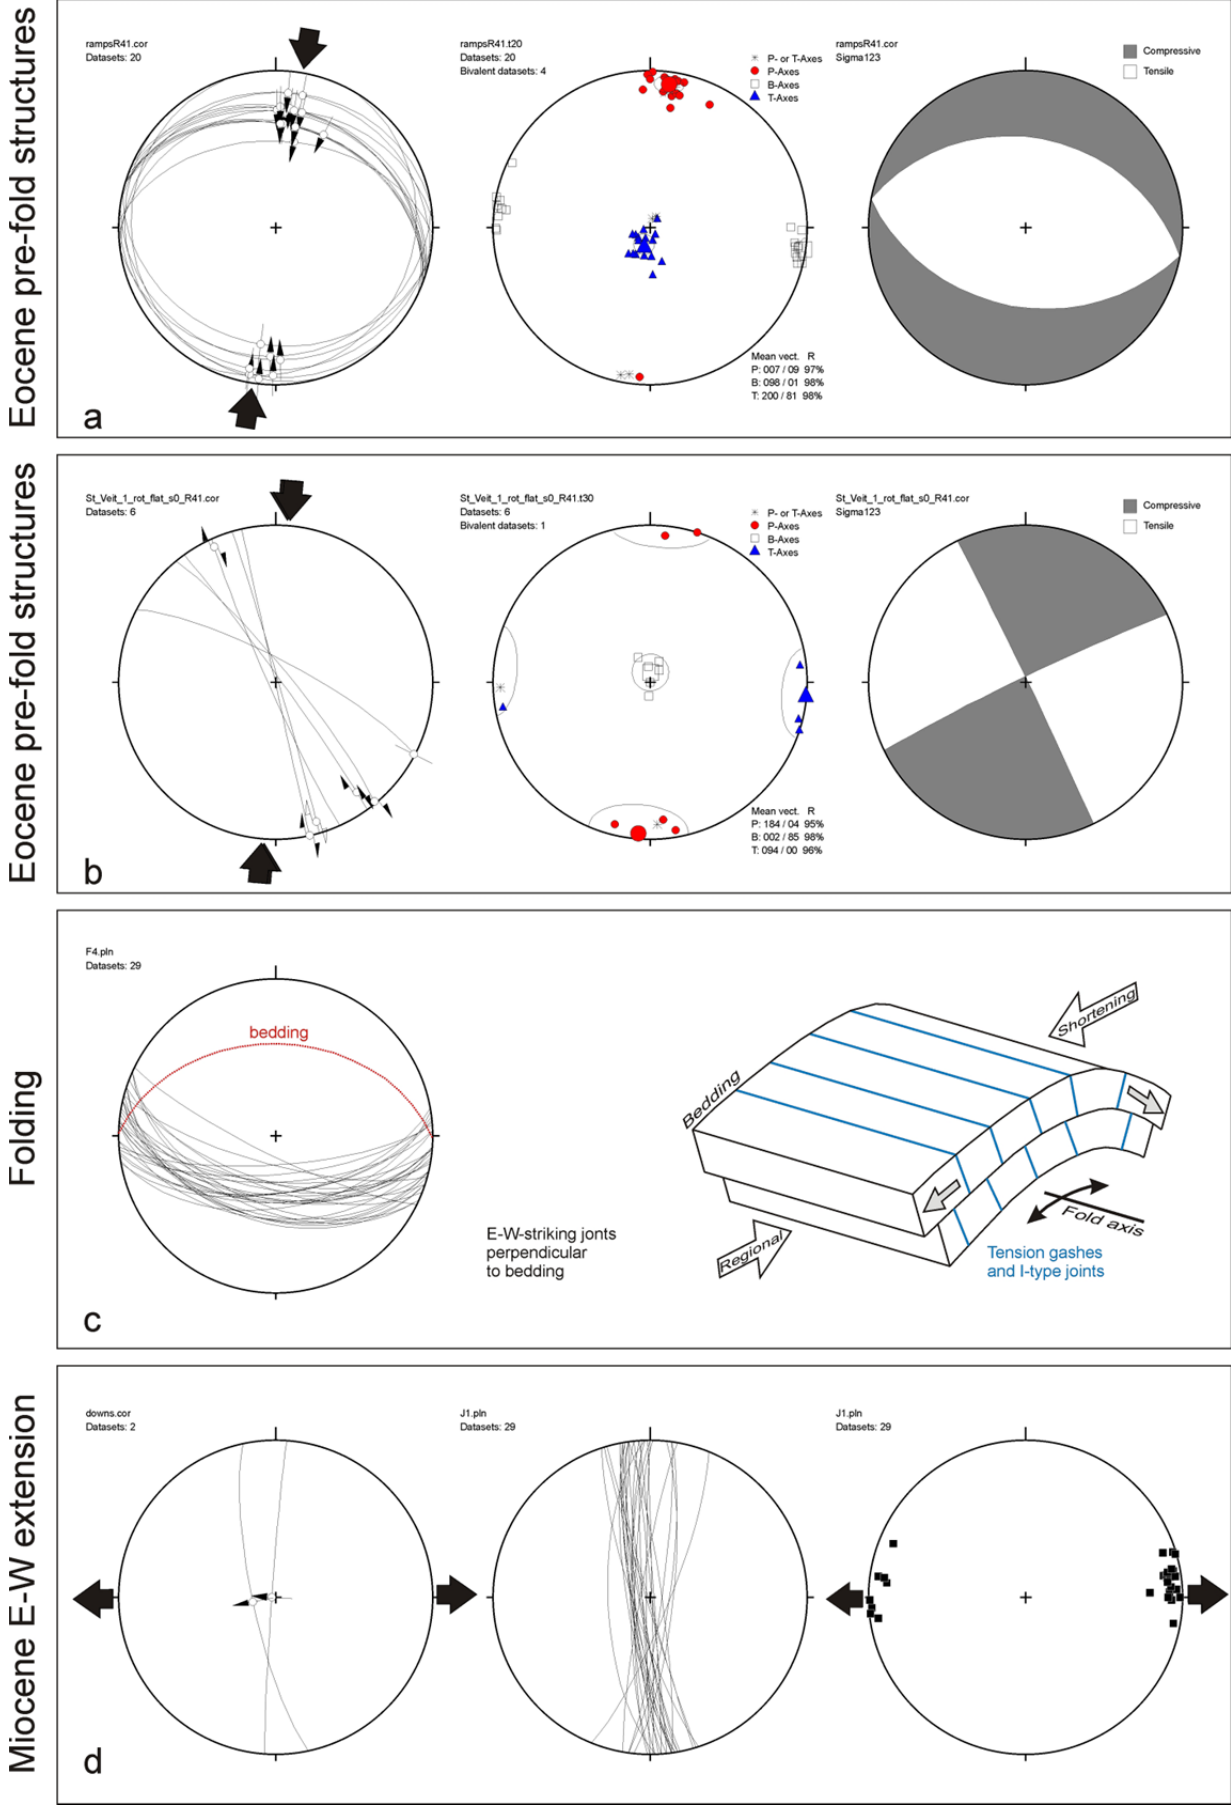 Eocene pre-fold structures
rampsR41.cor
Datasets: 20
rampsR41.t20
Datasets: 20
Bivalent datasets: 4
P- or T-Axes
P-Axes
B-Axes
T-Axes
Mean vect. R
P: 007 / 09 97%
B: 098 / 01 98%
T: 200 / 81 98%
rampsR41.cor
Sigma123
Compressive
Tensile
a
Eocene pre-fold structures
St_Veit_1_rot_flat_s0_R41.cor
Datasets: 6
St_Veit_1_rot_flat_s0_R41.t30
Datasets: 6
Bivalent datasets: 1
P- or T-Axes
P-Axes
B-Axes
T-Axes
Mean vect. R
P: 184 / 04 95%
B: 002 / 85 98%
T: 094 / 00 96%
St_Veit_1_rot_flat_s0_R41.cor
Sigma123
Compressive
Tensile
b
Folding
F4.pln
Datasets: 29
bedding
E-W-striking jonts
perpendicular
to bedding
Bedding
Shortening
Regional
Fold axis
Tension gashes
and I-type joints
c
Miocene E-W extension
downs.cor
Datasets: 2
J1.pln
Datasets: 29
J1.pln
Datasets: 29
d